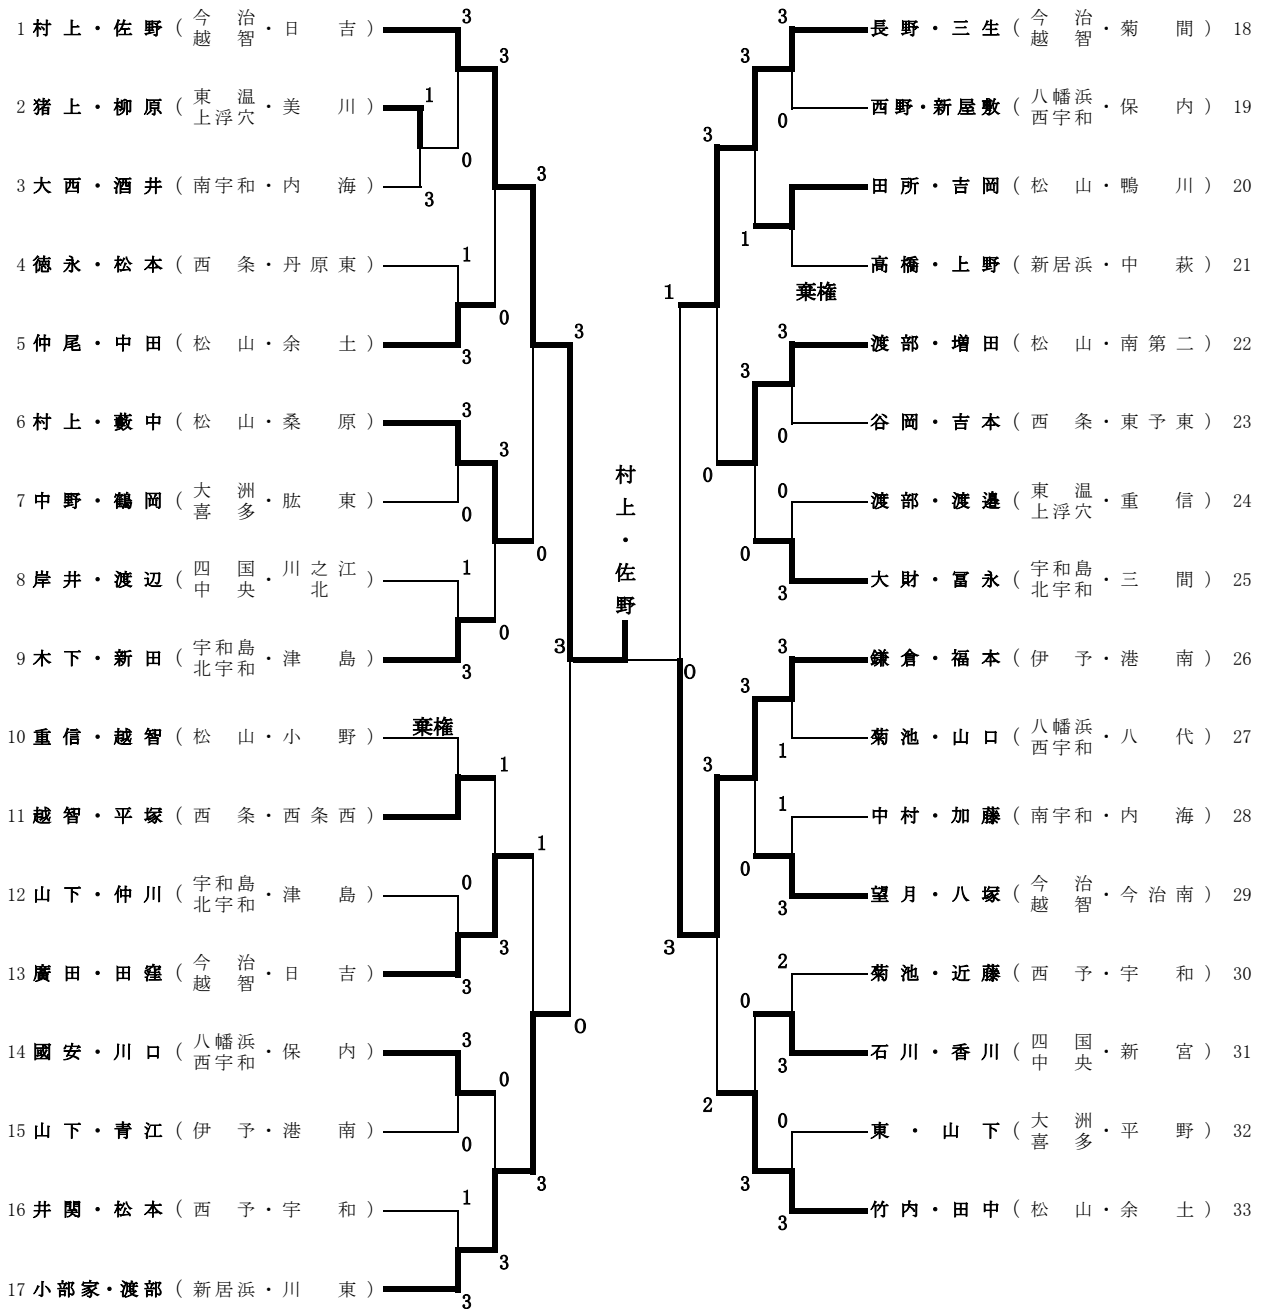 1 村上・佐野 (今治越智・日吉) 3
3
2 猪上・柳原 (東温上浮穴・美川) 1
0
3 大西・酒井 (南宇和・内海) 3
3
4 徳永・松本 (西条・丹原東) 1
0
5 仲尾・中田 (松山・余土) 3
3
6 村上・藪中 (松山・桑原) 3
3
7 中野・鶴岡 (大洲喜多・肱東) 0
0
8 岸井・渡辺 (四国中央・川之江北) 1
0
9 木下・新田 (宇和島北宇和・津島) 3
3
10 重信・越智 (松山・小野) 棄権
1
11 越智・平塚 (西条・西条西)
1
12 山下・仲川 (宇和島北宇和・津島) 0
3
13 廣田・田窪 (今治越智・日吉) 3
0
14 國安・川口 (八幡浜西宇和・保内) 3
0
15 山下・青江 (伊予・港南) 0
3
16 井関・松本 (西予・宇和) 1
3
17 小部家・渡部 (新居浜・川東) 3
村上・佐野
3 長野・三生 (今治越智・菊間) 18
3
0 西野・新屋敷 (八幡浜西宇和・保内) 19
3
田所・吉岡 (松山・鴨川) 20
1
高橋・上野 (新居浜・中萩) 21
棄権
1
3 渡部・増田 (松山・南第二) 22
3
0 谷岡・吉本 (西条・東予東) 23
0
0 渡部・渡邉 (東温上浮穴・重信) 24
0
3 大財・冨永 (宇和島北宇和・三間) 25
0
3 鎌倉・福本 (伊予・港南) 26
3
1 菊池・山口 (八幡浜西宇和・八代) 27
3
1 中村・加藤 (南宇和・内海) 28
0
3 望月・八塚 (今治越智・今治南) 29
3
2 菊池・近藤 (西予・宇和) 30
0
3 石川・香川 (四国中央・新宮) 31
2
0 東・山下 (大洲喜多・平野) 32
3
3 竹内・田中 (松山・余土) 33